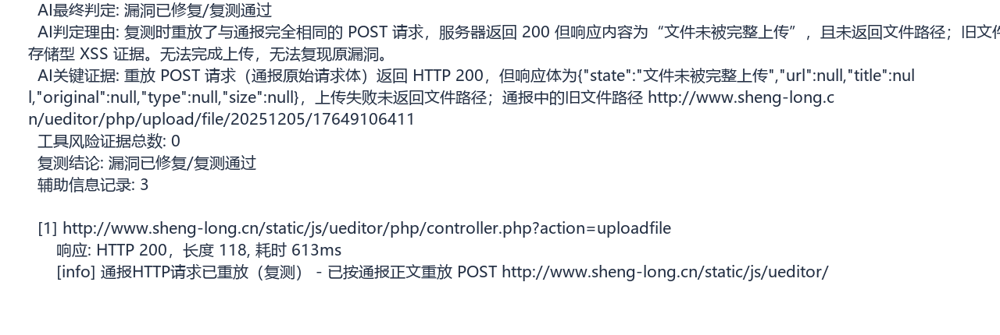 AI最终判定: 漏洞已修复/复测通过
AI判定理由: 复测时重放了与通报完全相同的 POST 请求，服务器返回 200 但响应内容为“文件未被完整上传”，且未返回文件路径；旧文件
存储型 XSS 证据。无法完成上传，无法复现原漏洞。
AI关键证据: 重放 POST 请求（通报原始请求体）返回 HTTP 200，但响应体为{"state":"文件未被完整上传","url":null,"title":nul
l,"original":null,"type":null,"size":null}，上传失败未返回文件路径；通报中的旧文件路径 http://www.sheng-long.c
n/ueditor/php/upload/file/20251205/17649106411
工具风险证据总数: 0
复测结论: 漏洞已修复/复测通过
辅助信息记录: 3
[1] http://www.sheng-long.cn/static/js/ueditor/php/controller.php?action=uploadfile
响应: HTTP 200，长度 118, 耗时 613ms
[info] 通报HTTP请求已重放（复测） - 已按通报正文重放 POST http://www.sheng-long.cn/static/js/ueditor/